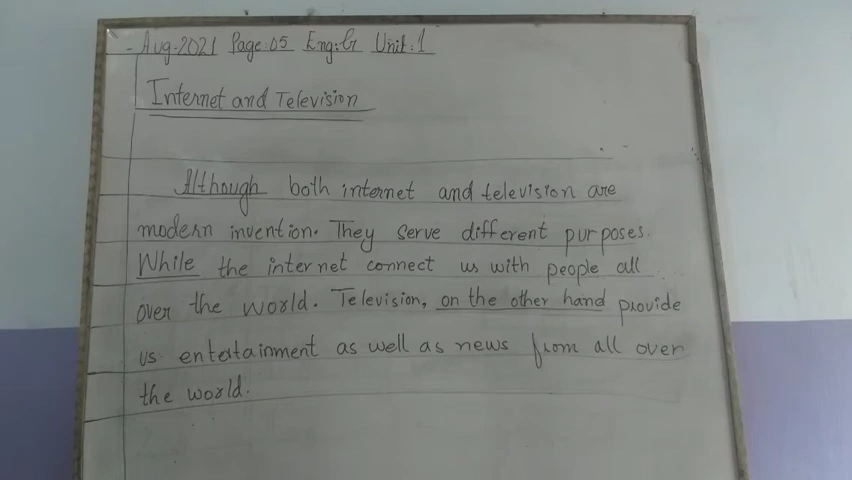 - Aug-2021 Page:05 Eng:G Unit:1
Internet and Television
Although both internet and television are
modern invention. They serve different purposes.
While the internet connect us with people all
over the world. Television, on the other hand provide
us entertainment as well as news from all over
the world.